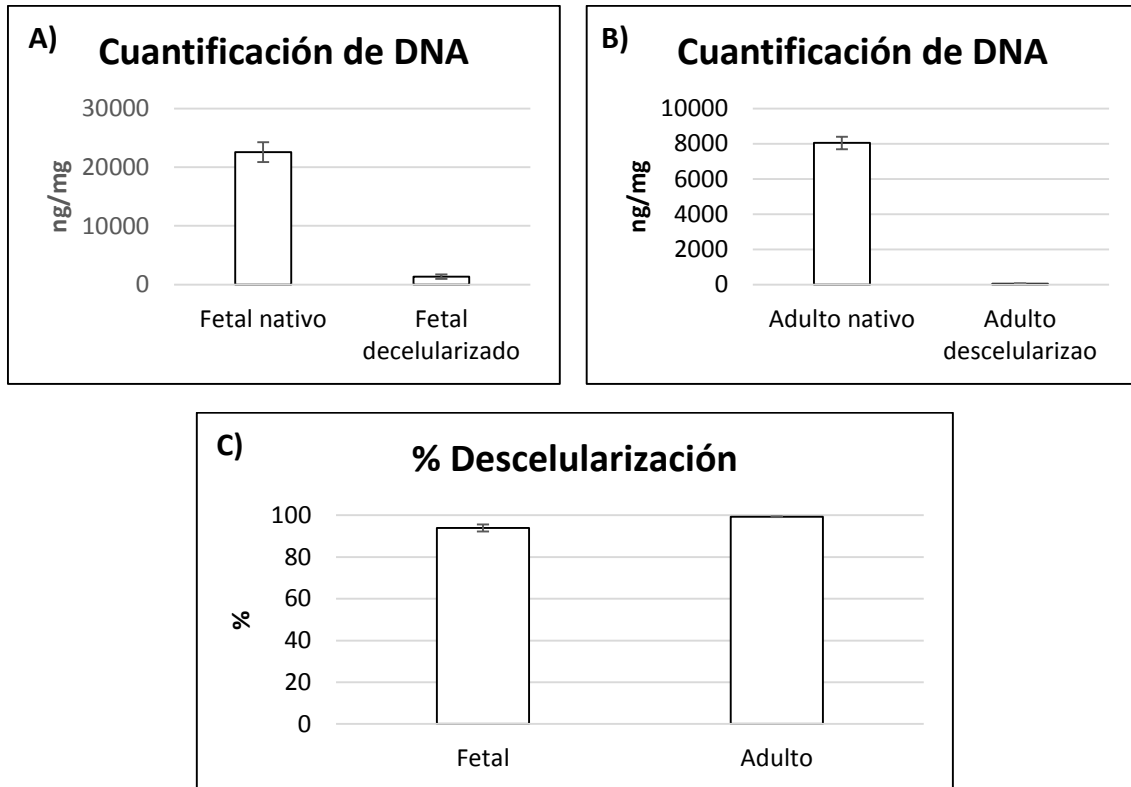 A)
Cuantificación de DNA
30000
20000
10000
0
ng/mg
Fetal nativo
Fetal
decelularizado
B)
Cuantificación de DNA
10000
8000
6000
4000
2000
0
ng/mg
Adulto nativo
Adulto
descelularizao
C)
% Descelularización
100
80
60
40
20
0
%
Fetal
Adulto